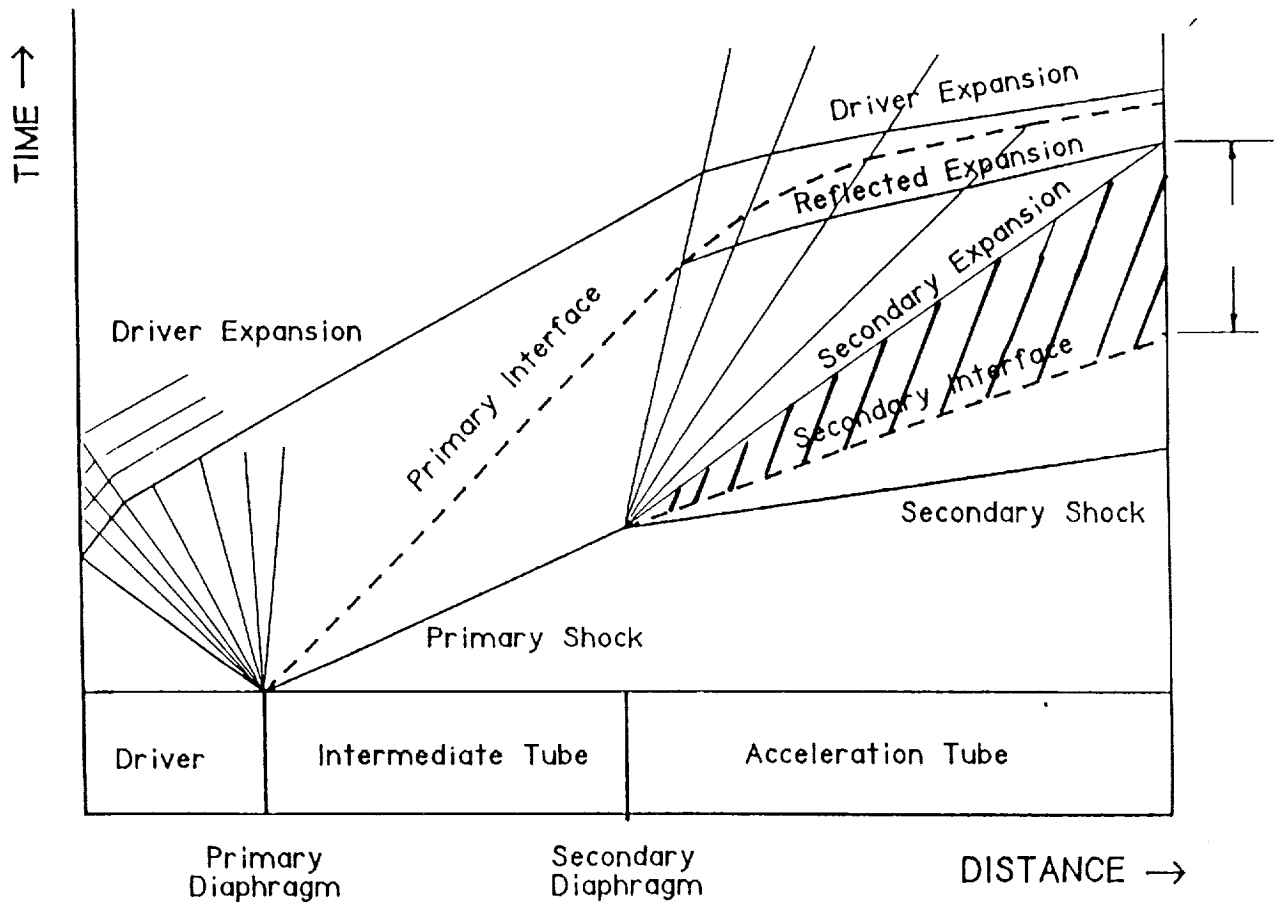 TIME →
Driver Expansion
Reflected Expansion
Secondary Expansion
Secondary Interface
Driver Expansion
Primary Interface
Secondary Shock
Primary Shock
Driver
Intermediate Tube
Acceleration Tube
Primary
Diaphragm
Secondary
Diaphragm
DISTANCE →